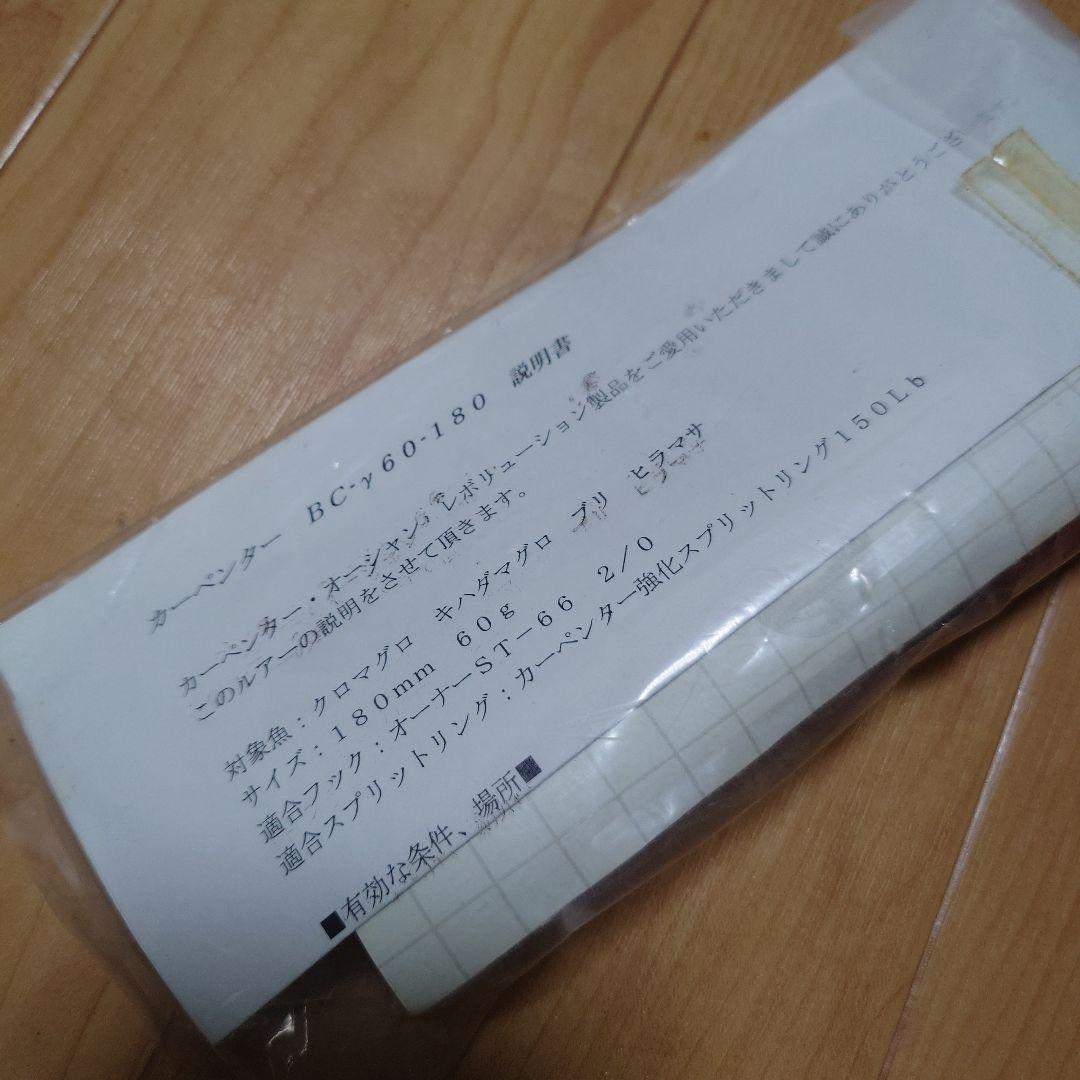 カーペンター　ＢＣ-γ６０-１８０　説明書
カーペンター・オーシャン・レボリューション製品をご愛用いただきまして誠にありがとうござ
このルアーの説明をさせて頂きます。
対象魚：クロマグロ　キハダマグロ　ブリ　ヒラマサ
サイズ：１８０ｍｍ　６０ｇ
適合フック：オーナーＳＴ－６６　２／０
適合スプリットリング：カーペンター強化スプリットリング１５０Ｌｂ
■有効な条件、場所■